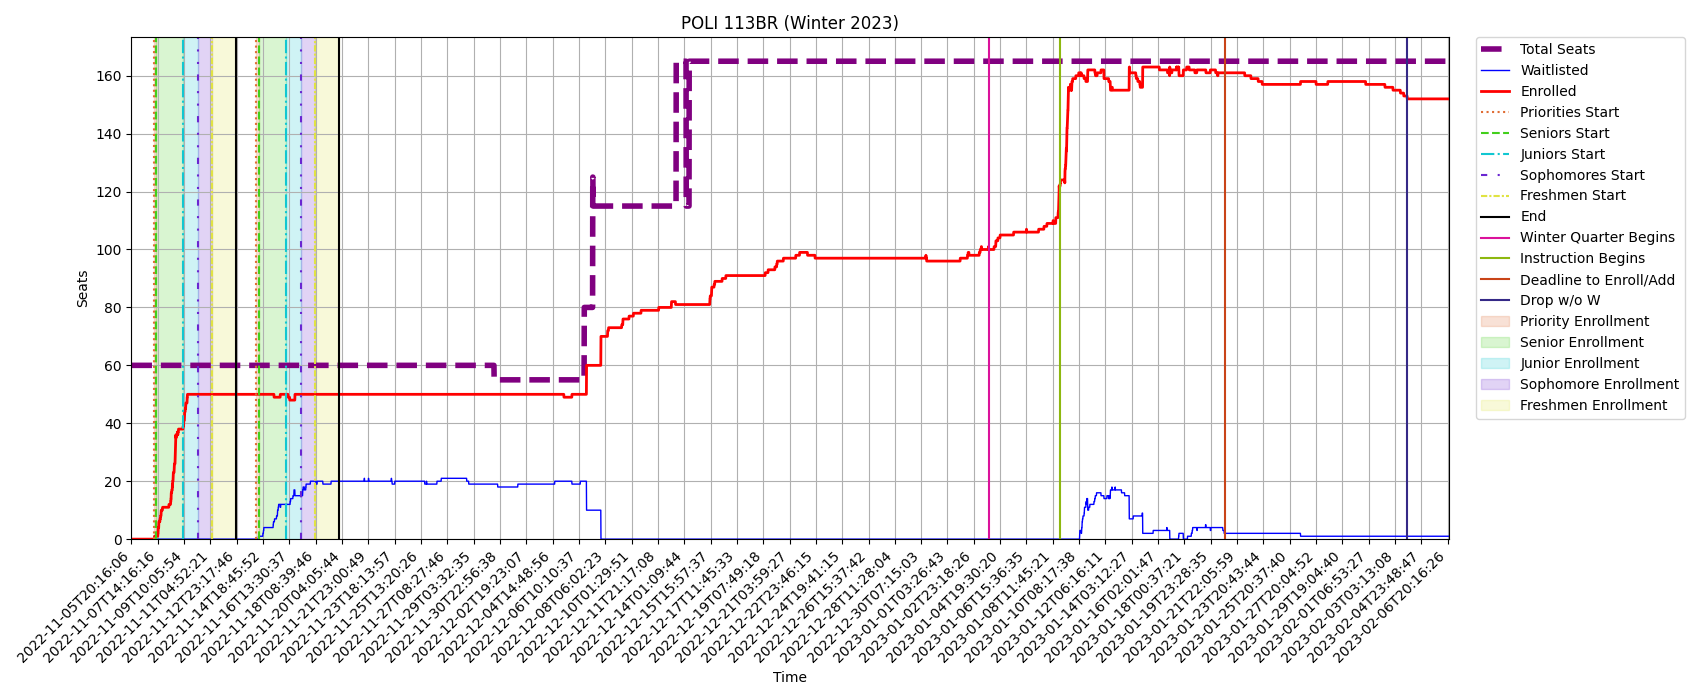 POLI 113BR (Winter 2023)
Seats
160
140
120
100
80
60
40
20
0
2022-11-05T20:16:06
2022-11-07T14:16:16
2022-11-09T10:05:54
2022-11-11T04:52:21
2022-11-12T23:17:46
2022-11-14T18:45:52
2022-11-16T13:30:37
2022-11-18T08:39:46
2022-11-20T04:05:44
2022-11-21T23:00:49
2022-11-23T18:13:57
2022-11-25T13:20:26
2022-11-27T08:27:46
2022-11-29T03:32:35
2022-11-30T22:56:38
2022-12-02T19:23:07
2022-12-04T14:48:56
2022-12-06T10:10:37
2022-12-08T06:02:23
2022-12-10T01:29:51
2022-12-11T21:17:08
2022-12-14T01:09:44
2022-12-15T15:57:37
2022-12-17T11:45:33
2022-12-19T07:49:18
2022-12-21T03:59:27
2022-12-22T23:46:15
2022-12-24T19:41:15
2022-12-26T15:37:42
2022-12-28T11:28:04
2022-12-30T07:15:03
2023-01-01T03:26:43
2023-01-02T23:18:26
2023-01-04T19:30:20
2023-01-06T15:36:35
2023-01-08T11:45:21
2023-01-10T08:17:38
2023-01-12T06:16:11
2023-01-14T03:12:27
2023-01-16T02:01:47
2023-01-18T00:37:21
2023-01-19T23:28:35
2023-01-21T22:05:59
2023-01-23T20:43:44
2023-01-25T20:37:40
2023-01-27T20:04:52
2023-01-29T19:04:40
2023-02-01T06:53:27
2023-02-03T03:13:08
2023-02-04T23:48:47
2023-02-06T20:16:26
Time
Total Seats
Waitlisted
Enrolled
Priorities Start
Seniors Start
Juniors Start
Sophomores Start
Freshmen Start
End
Winter Quarter Begins
Instruction Begins
Deadline to Enroll/Add
Drop w/o W
Priority Enrollment
Senior Enrollment
Junior Enrollment
Sophomore Enrollment
Freshmen Enrollment